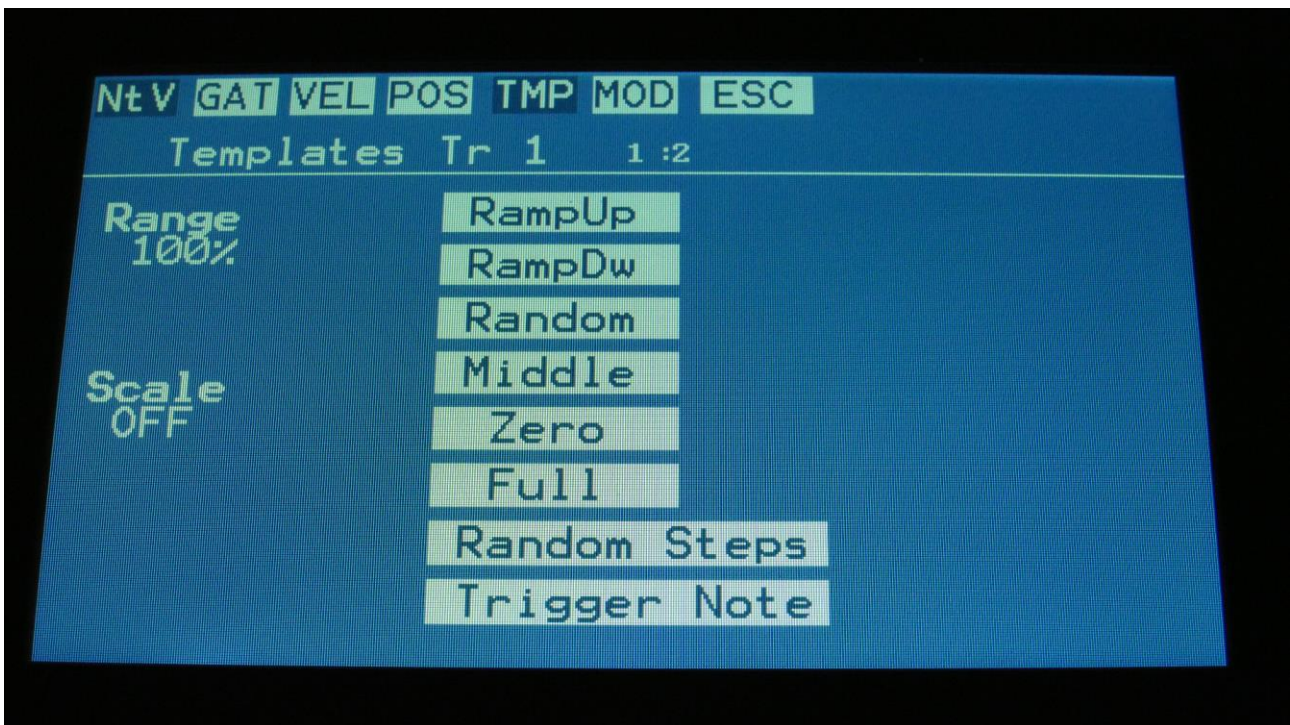 NtV GAT VEL POS TMP MOD ESC
Templates Tr 1 1 :2
Range
100%
RampUp
RampDw
Random
Scale
OFF
Middle
Zero
Full
Random Steps
Trigger Note